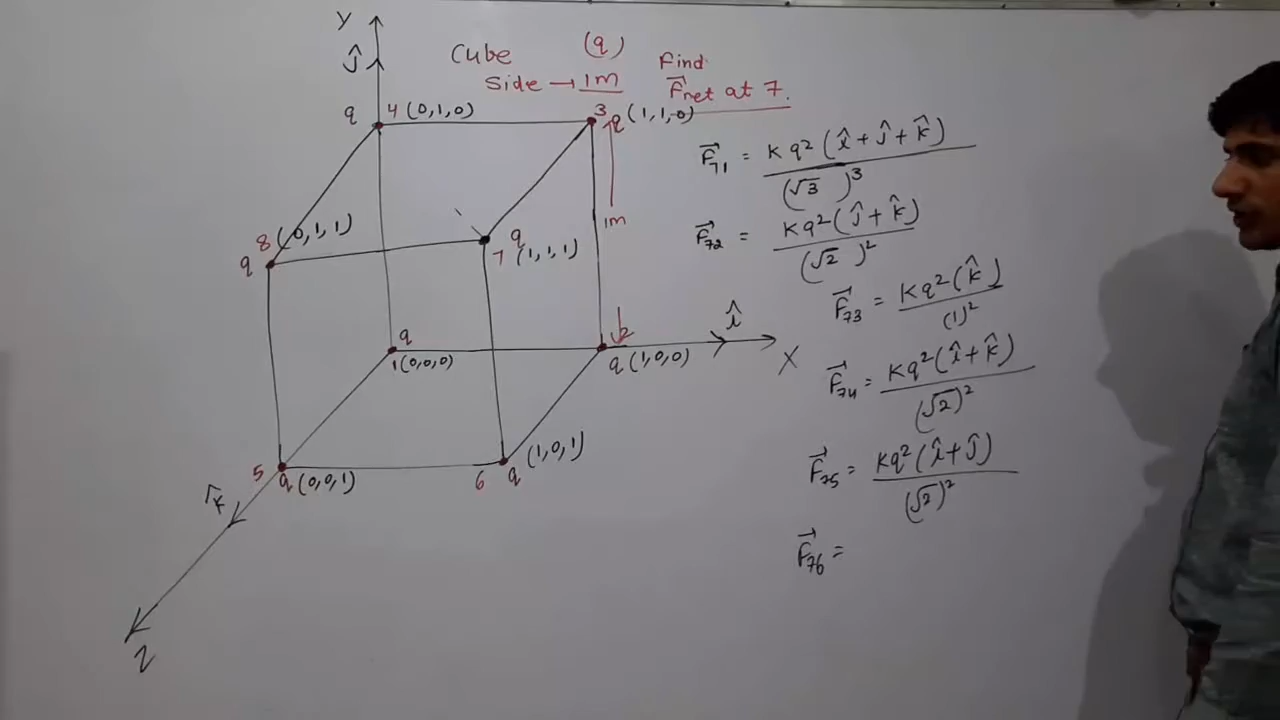 Y
ĵ
Cube (q)
Side → 1m
Find
F⃗net at 7.
q 4(0,1,0)
3 q (1,1,0)
1m
8(0,1,1)
q
q
7 (1,1,1)
q
1(0,0,0)
2
q (1,0,0)
î
X
5 q (0,0,1)
6 q (1,0,1)
k̂
Z
F⃗71 = Kq²(î+ĵ+k̂) / (√3)³
F⃗72 = Kq²(ĵ+k̂) / (√2)²
F⃗73 = Kq²(k̂) / (1)²
F⃗74 = Kq²(î+k̂) / (√2)²
F⃗75 = Kq²(î+ĵ) / (√2)²
F⃗76 =